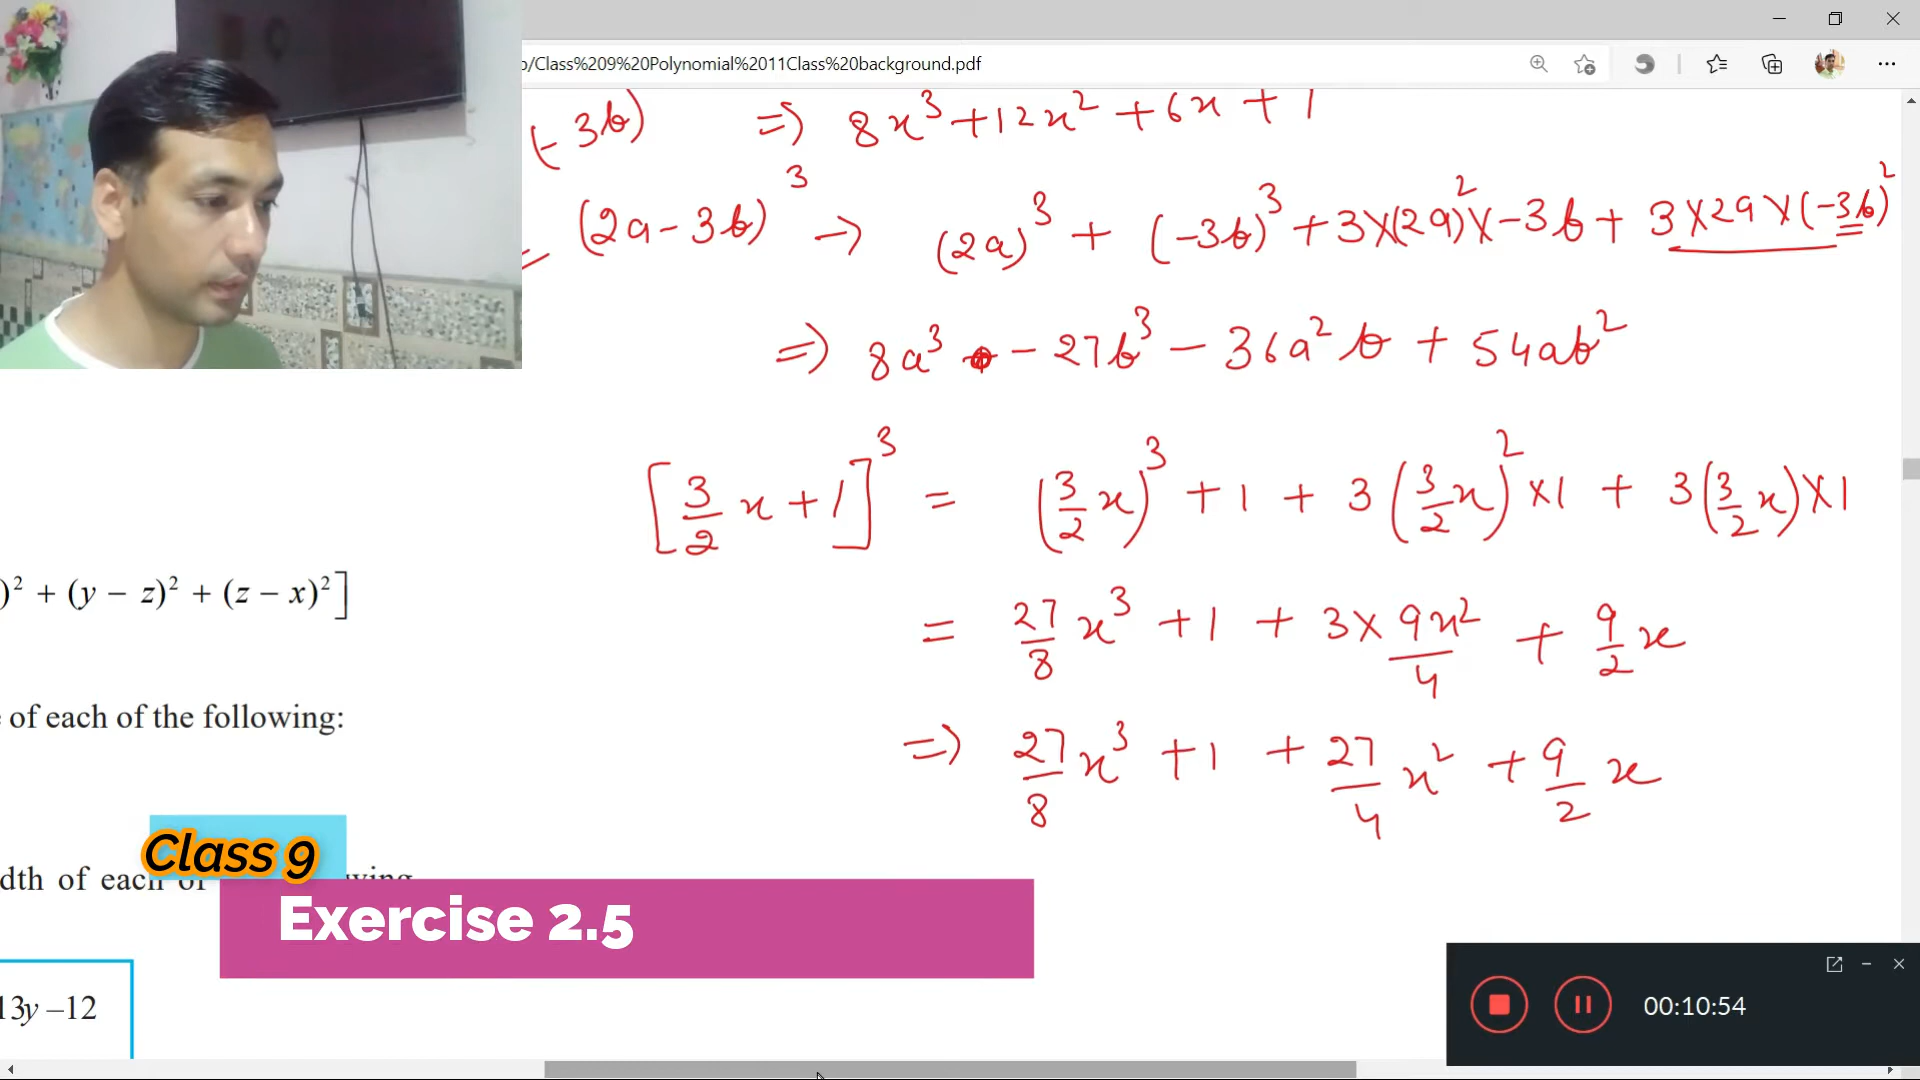 o/Class%209%20Polynomial%2011Class%20background.pdf
(-3b) => 8x³+12x²+6x+1
= (2a-3b)³ → (2a)³ + (-3b)³ + 3×(2a)²×-3b + 3×2a×(-3b)²
=> 8a³ - 27b³ - 36a²b + 54ab²
[3/2 x+1]³ = (3/2 x)³ + 1 + 3(3/2 x)²×1 + 3(3/2 x)×1
= 27/8 x³ + 1 + 3×9x²/4 + 9/2 x
=> 27/8 x³ + 1 + 27/4 x² + 9/2 x
)² + (y – z)² + (z – x)²]
of each of the following:
dth of each of
Class 9
Exercise 2.5
13y –12
00:10:54